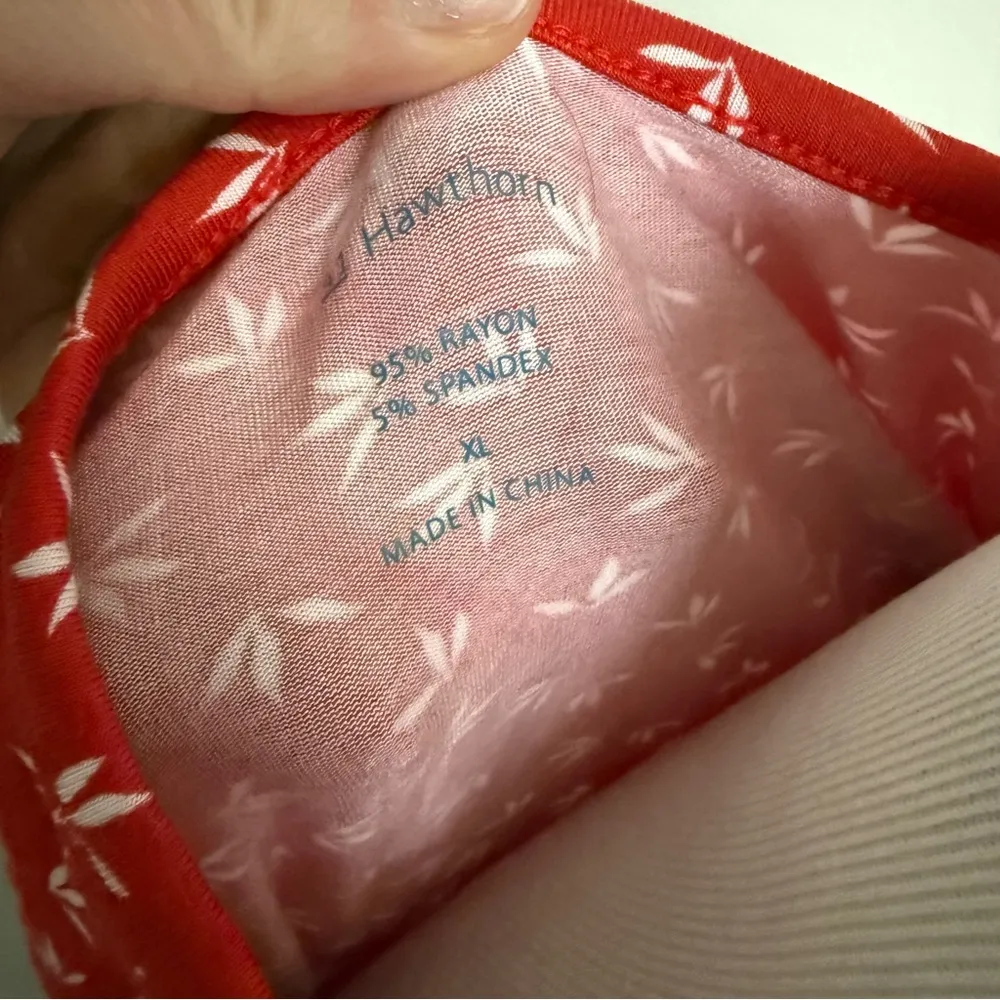 Hawthorn
95% RAYON
5% SPANDEX
XL
MADE IN CHINA